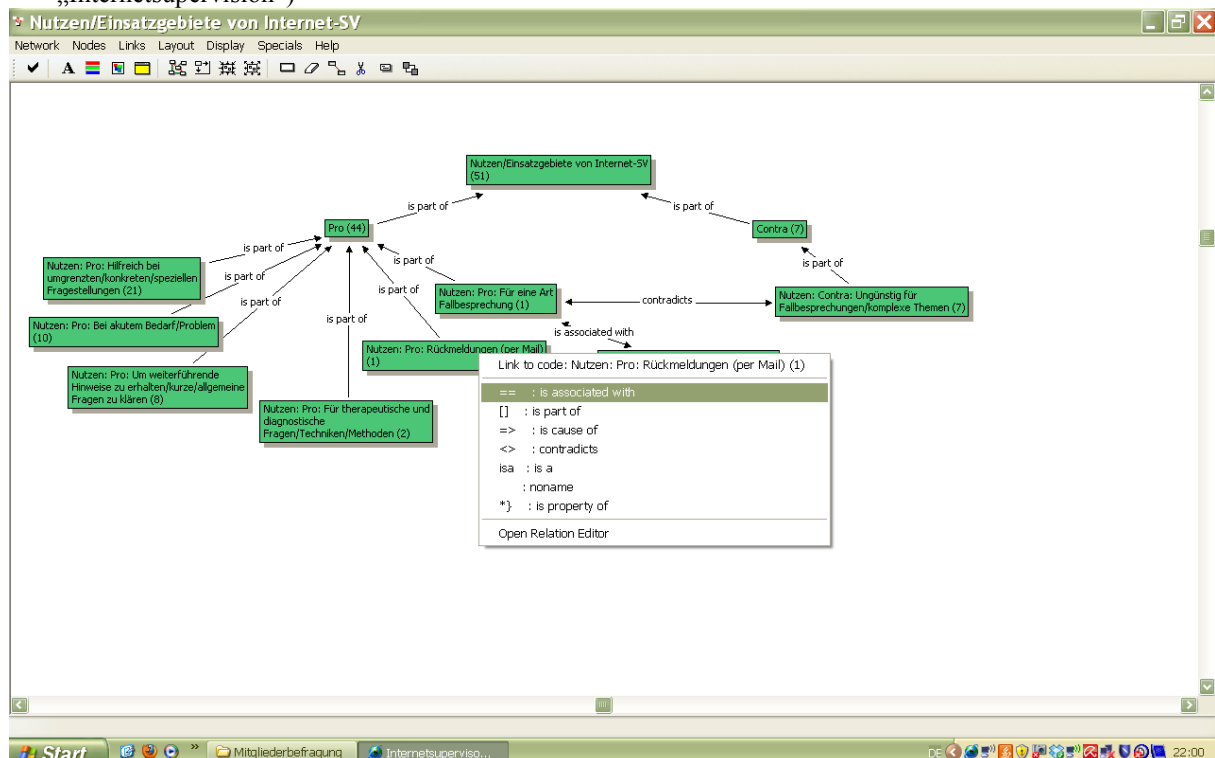 „Internetsupervision")
Nutzen/Einsatzgebiete von Internet-SV
Network Nodes Links Layout Display Specials Help
A
Nutzen/Einsatzgebiete von Internet-SV
(51)
is part of
is part of
Pro (44)
Contra (7)
is part of
is part of
is part of
Nutzen: Pro: Hilfreich bei
umgrenzten/konkreten/speziellen
Fragestellungen (21)
is part of
is part of
is part of
is part of
Nutzen: Pro: Für eine Art
Fallbesprechung (1)
contradicts
Nutzen: Contra: Ungünstig für
Fallbesprechungen/komplexe Themen (7)
Nutzen: Pro: Bei akutem Bedarf/Problem
(10)
is associated with
Nutzen: Pro: Rückmeldungen (per Mail)
(1)
Nutzen: Pro: Um weiterführende
Hinweise zu erhalten/kurze/allgemeine
Fragen zu klären (8)
Nutzen: Pro: Für therapeutische und
diagnostische
Fragen/Techniken/Methoden (2)
Link to code: Nutzen: Pro: Rückmeldungen (per Mail) (1)
== : is associated with
[] : is part of
=> : is cause of
<> : contradicts
isa : is a
: noname
*} : is property of
Open Relation Editor
Start » Mitgliederbefragung Internetsuperviso... DE 22:00